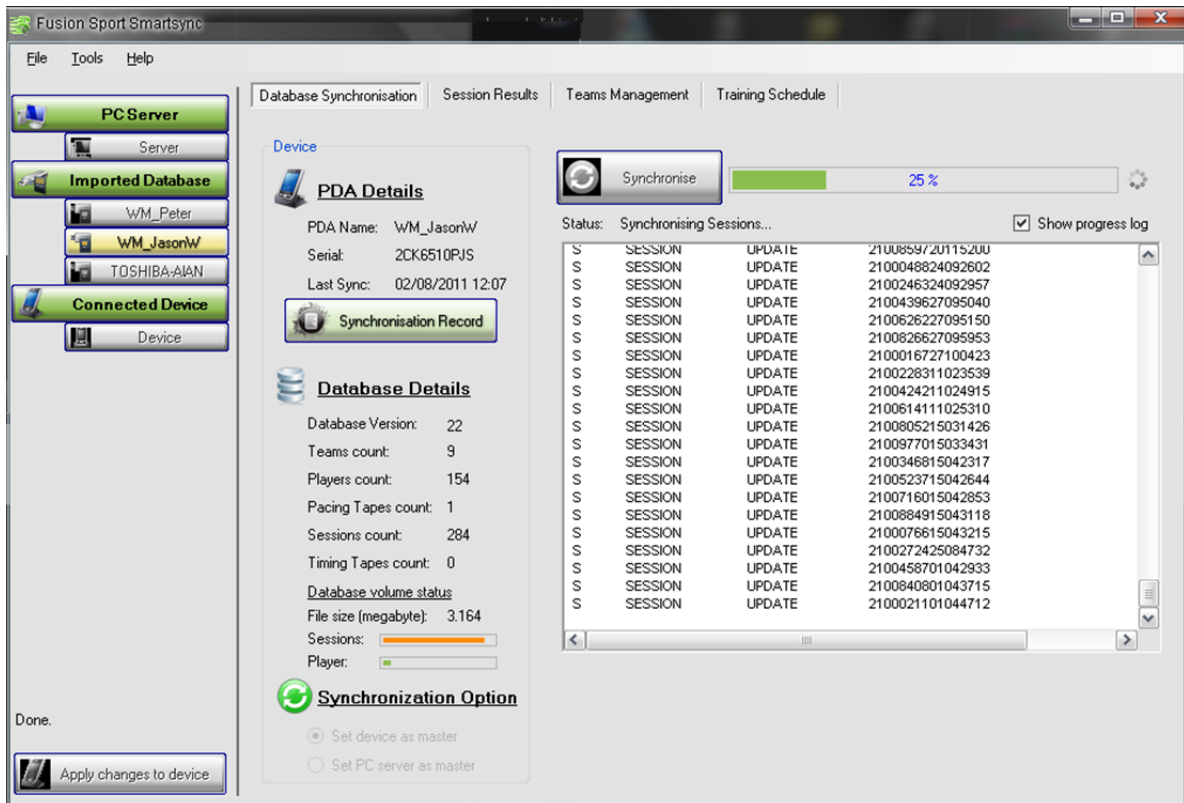 Fusion Sport Smartsync
File Tools Help
PC Server
Server
Imported Database
WM_Peter
WM_JasonW
TOSHIBA-AIAN
Connected Device
Device
Done.
Apply changes to device
Database Synchronisation Session Results Teams Management Training Schedule
Device
PDA Details
PDA Name: WM_JasonW
Serial: 2CK6510PJS
Last Sync: 02/08/2011 12:07
Synchronisation Record
Database Details
Database Version: 22
Teams count: 9
Players count: 154
Pacing Tapes count: 1
Sessions count: 284
Timing Tapes count: 0
Database volume status
File size (megabyte): 3.164
Sessions:
Player:
Synchronization Option
Set device as master
Set PC server as master
Synchronise 25 %
Status: Synchronising Sessions... Show progress log
S SESSION UPDATE 2100859720115200
S SESSION UPDATE 2100048824092602
S SESSION UPDATE 2100246324092957
S SESSION UPDATE 2100439627095040
S SESSION UPDATE 2100626227095150
S SESSION UPDATE 2100826627095953
S SESSION UPDATE 2100016727100423
S SESSION UPDATE 2100228311023539
S SESSION UPDATE 2100424211024915
S SESSION UPDATE 2100614111025310
S SESSION UPDATE 2100805215031426
S SESSION UPDATE 2100977015033431
S SESSION UPDATE 2100346815042317
S SESSION UPDATE 2100523715042644
S SESSION UPDATE 2100716015042853
S SESSION UPDATE 2100884915043118
S SESSION UPDATE 2100076615043215
S SESSION UPDATE 2100272425084732
S SESSION UPDATE 2100458701042933
S SESSION UPDATE 2100840801043715
S SESSION UPDATE 2100021101044712